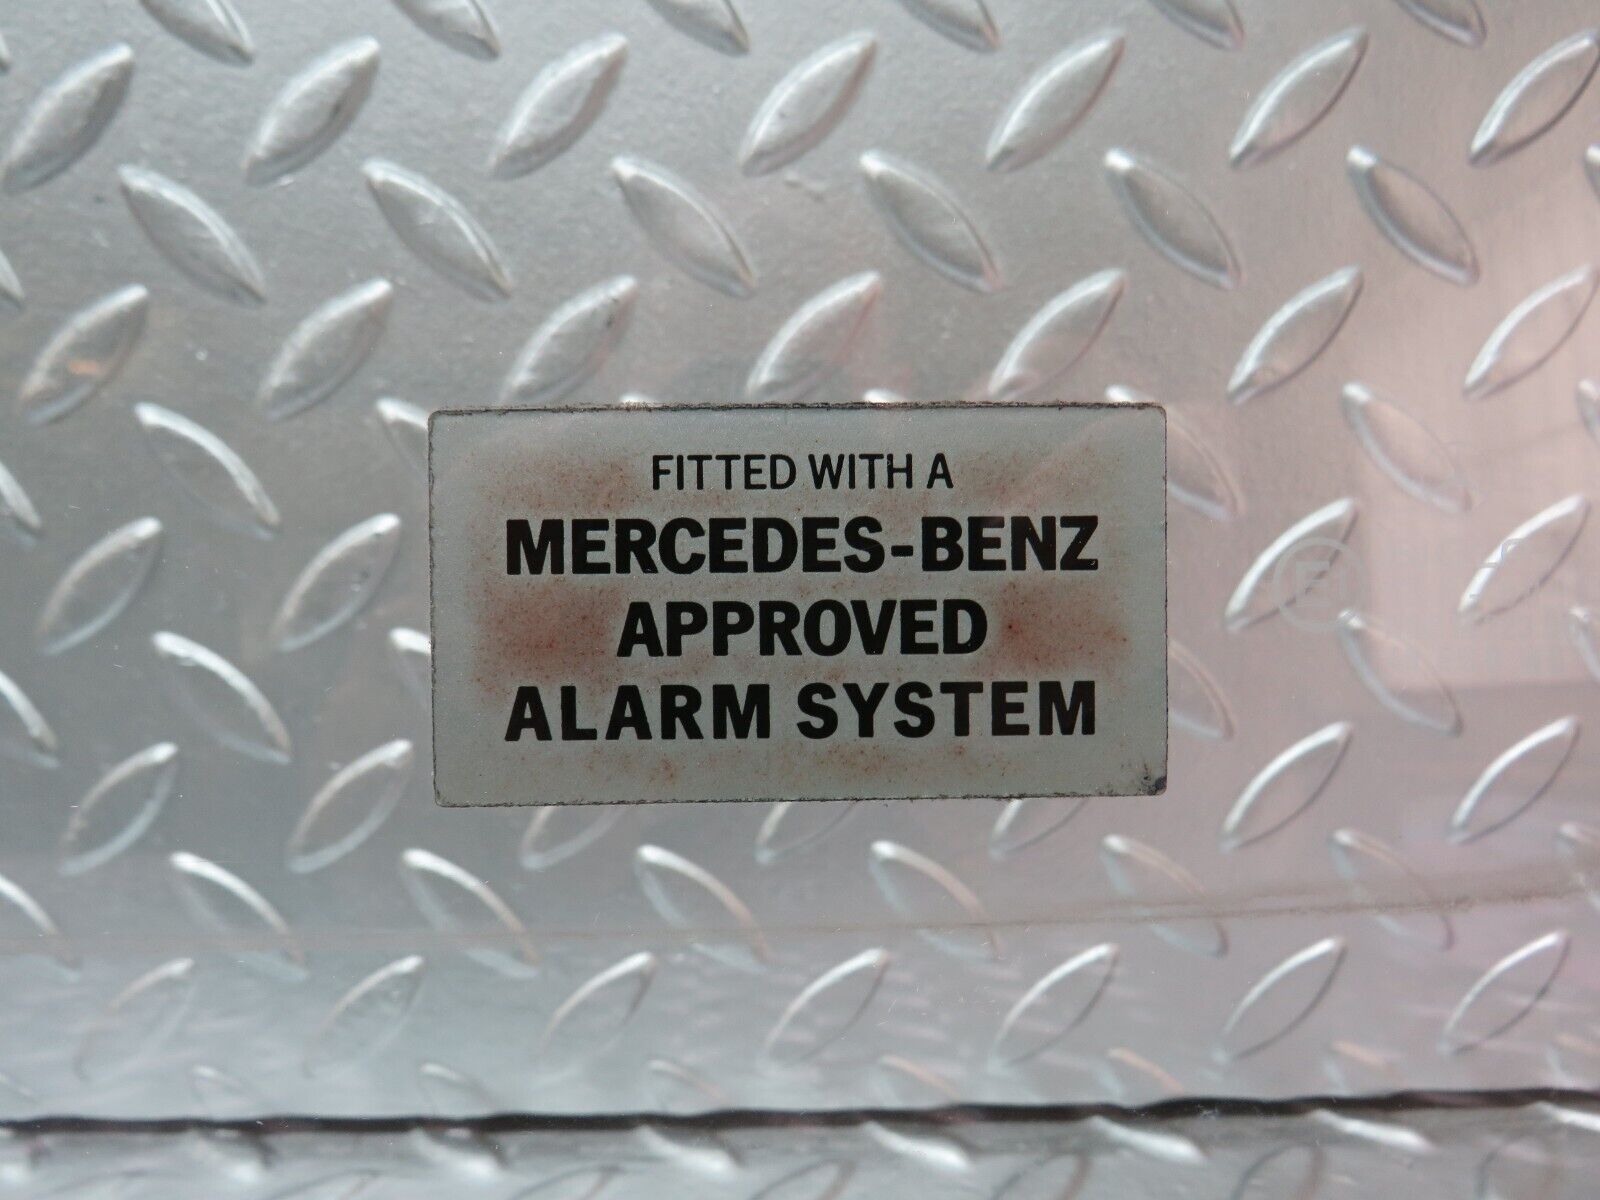 FITTED WITH A
MERCEDES-BENZ
APPROVED
ALARM SYSTEM